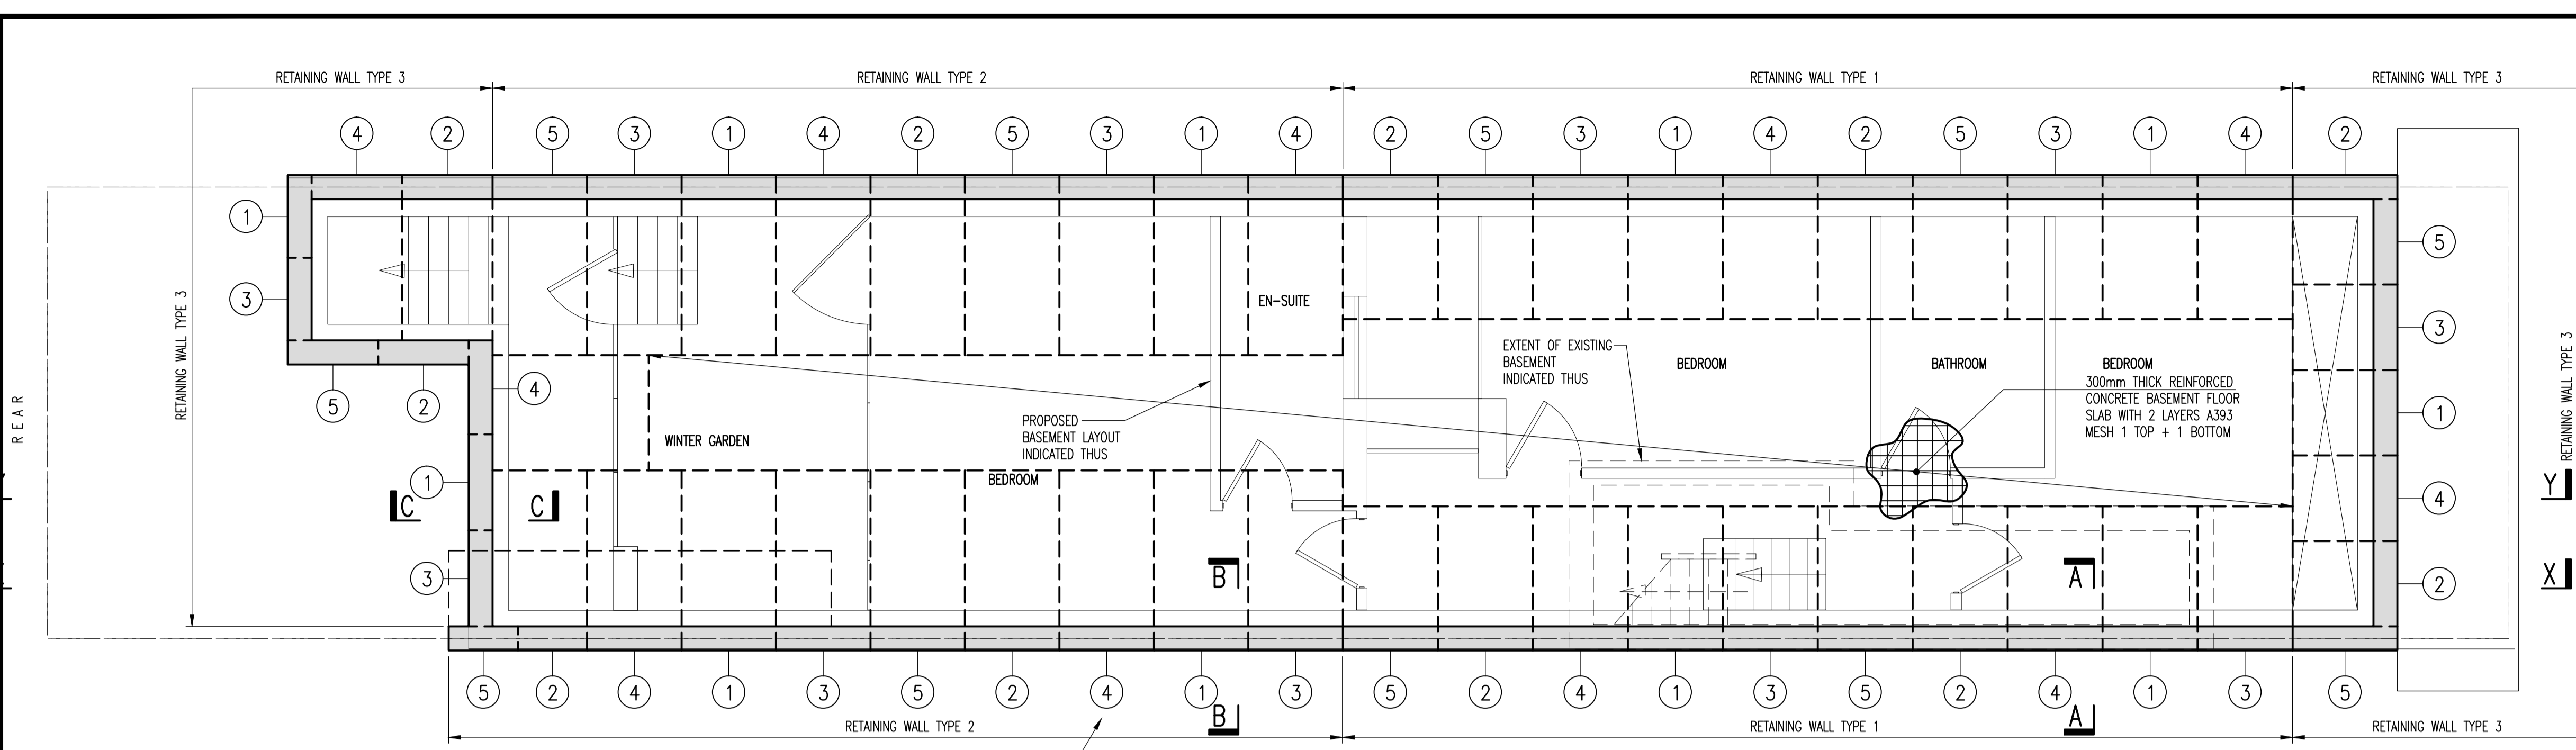 RETAINING WALL TYPE 3
RETAINING WALL TYPE 2
RETAINING WALL TYPE 1
RETAINING WALL TYPE 3
4 2 5 3 1 4 2 5 3 1 4 2 5 3 1 4 2 5 3 1 4 2
1
3
5
2
4
1
3
REAR
RETAINING WALL TYPE 3
EN-SUITE
WINTER GARDEN
PROPOSED
BASEMENT LAYOUT
INDICATED THUS
BEDROOM
EXTENT OF EXISTING
BASEMENT
INDICATED THUS
BEDROOM
BATHROOM
BEDROOM
300mm THICK REINFORCED
CONCRETE BASEMENT FLOOR
SLAB WITH 2 LAYERS A393
MESH 1 TOP + 1 BOTTOM
5
3
1
4
2
RETAINING WALL TYPE 3
Y
X
C
C
B
A
5 2 4 1 3 5 2 4 1 3 5 2 4 1 3 5 2 4 1 3 5
B
A
RETAINING WALL TYPE 2
RETAINING WALL TYPE 1
RETAINING WALL TYPE 3